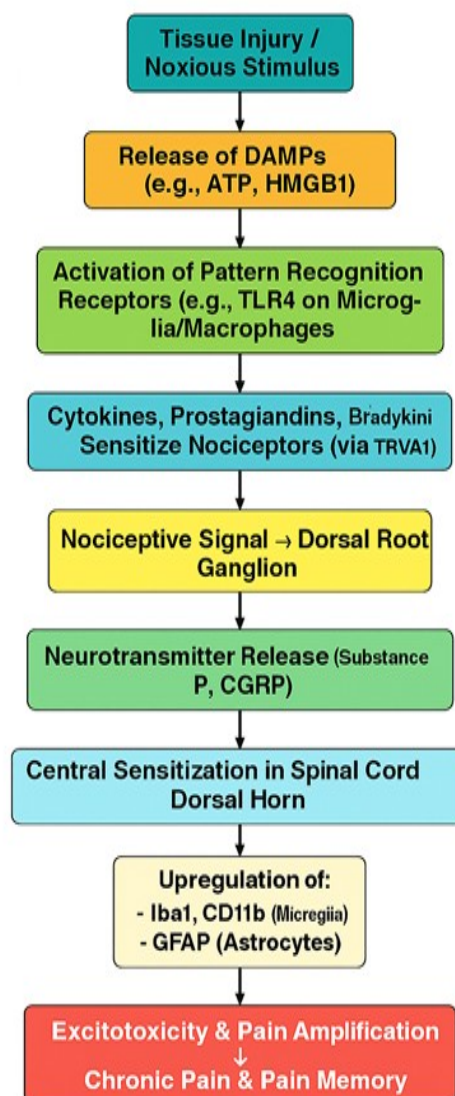 Tissue Injury /
Noxious Stimulus
Release of DAMPs
(e.g., ATP, HMGB1)
Activation of Pattern Recognition
Receptors (e.g., TLR4 on Microg-
lia/Macrophages
Cytokines, Prostagiandins, Bradykini
Sensitize Nociceptors (via TRVA1)
Nociceptive Signal → Dorsal Root
Ganglion
Neurotransmitter Release (Substance
P, CGRP)
Central Sensitization in Spinal Cord
Dorsal Horn
Upregulation of:
- Iba1, CD11b (Micregiia)
- GFAP (Astrocytes)
Excitotoxicity & Pain Amplification
↓
Chronic Pain & Pain Memory